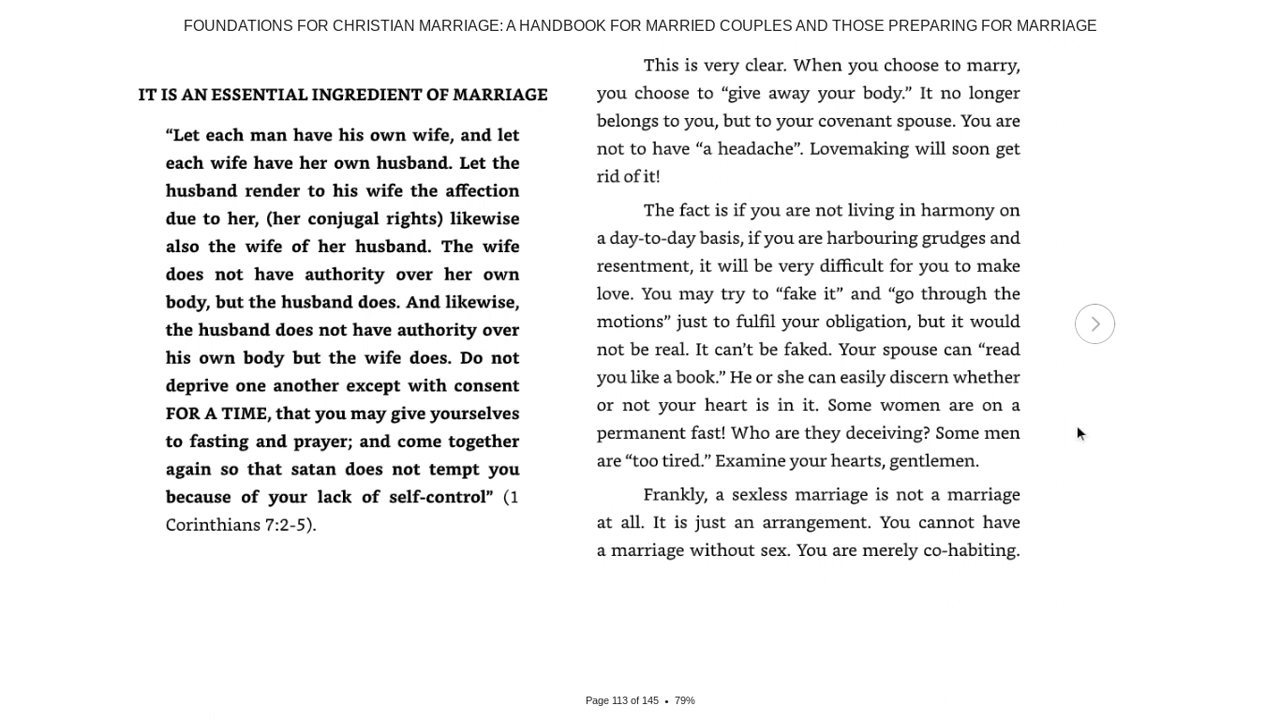 FOUNDATIONS FOR CHRISTIAN MARRIAGE: A HANDBOOK FOR MARRIED COUPLES AND THOSE PREPARING FOR MARRIAGE
IT IS AN ESSENTIAL INGREDIENT OF MARRIAGE
“Let each man have his own wife, and let
each wife have her own husband. Let the
husband render to his wife the affection
due to her, (her conjugal rights) likewise
also the wife of her husband. The wife
does not have authority over her own
body, but the husband does. And likewise,
the husband does not have authority over
his own body but the wife does. Do not
deprive one another except with consent
FOR A TIME, that you may give yourselves
to fasting and prayer; and come together
again so that satan does not tempt you
because of your lack of self-control” (1
Corinthians 7:2-5).
This is very clear. When you choose to marry,
you choose to “give away your body.” It no longer
belongs to you, but to your covenant spouse. You are
not to have “a headache”. Lovemaking will soon get
rid of it!
The fact is if you are not living in harmony on
a day-to-day basis, if you are harbouring grudges and
resentment, it will be very difficult for you to make
love. You may try to “fake it” and “go through the
motions” just to fulfil your obligation, but it would
not be real. It can’t be faked. Your spouse can “read
you like a book.” He or she can easily discern whether
or not your heart is in it. Some women are on a
permanent fast! Who are they deceiving? Some men
are “too tired.” Examine your hearts, gentlemen.
Frankly, a sexless marriage is not a marriage
at all. It is just an arrangement. You cannot have
a marriage without sex. You are merely co-habiting.
Page 113 of 145 • 79%